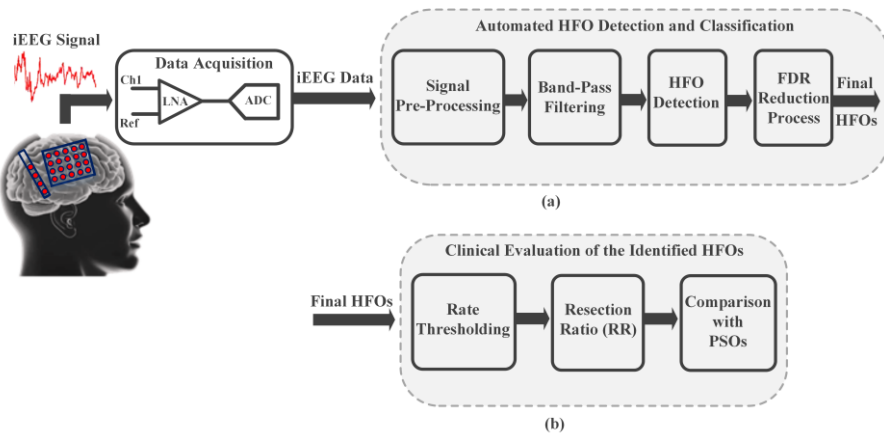 iEEG Signal
Data Acquisition
Ch1
LNA
ADC
Ref
iEEG Data
Automated HFO Detection and Classification
Signal
Pre-Processing
Band-Pass
Filtering
HFO
Detection
FDR
Reduction
Process
Final
HFOs
(a)
Clinical Evaluation of the Identified HFOs
Final HFOs
Rate
Thresholding
Resection
Ratio (RR)
Comparison
with
PSOs
(b)